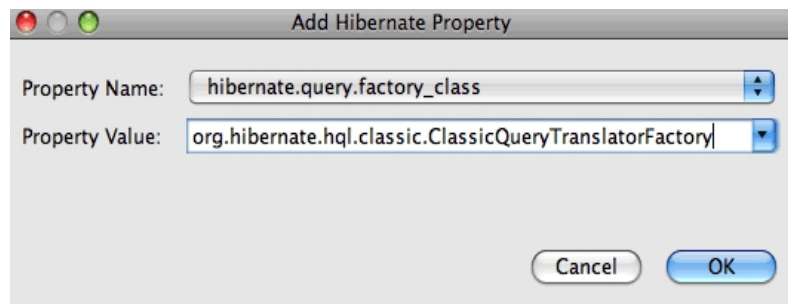 Add Hibernate Property
Property Name: hibernate.query.factory_class
Property Value: org.hibernate.hql.classic.ClassicQueryTranslatorFactory
Cancel OK